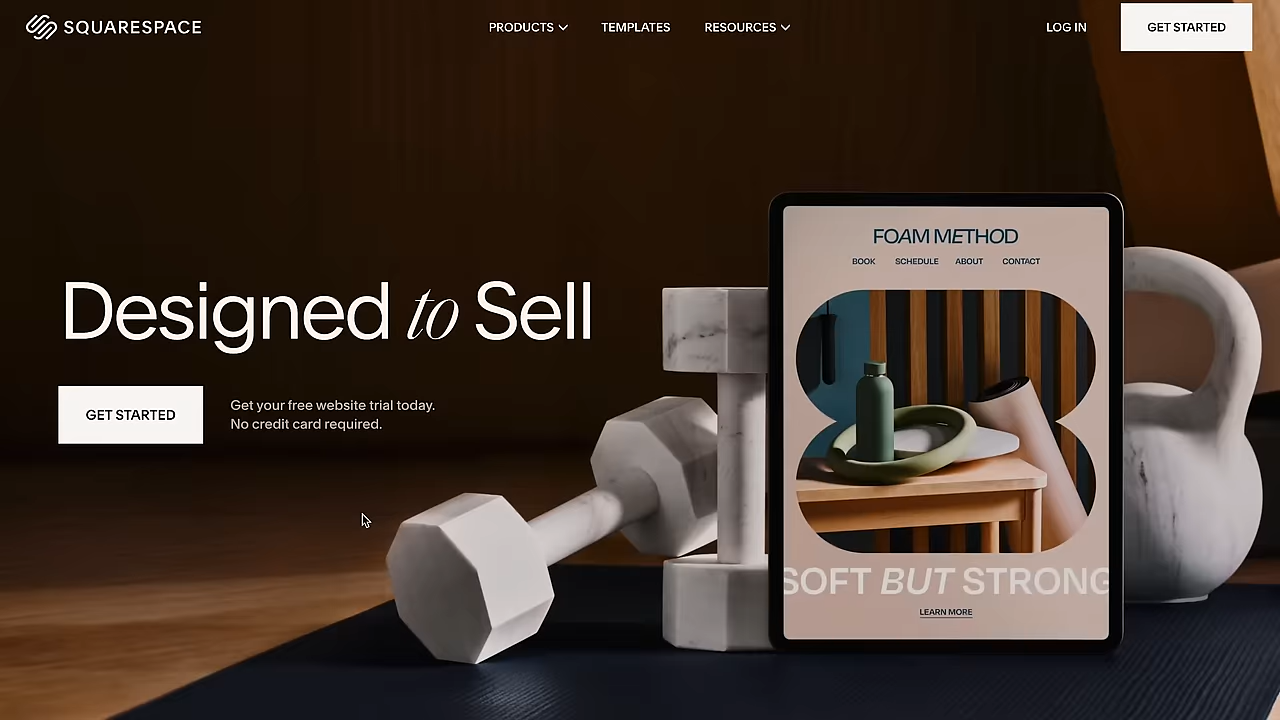 SQUARESPACE
PRODUCTS
TEMPLATES
RESOURCES
LOG IN
GET STARTED
Designed to Sell
GET STARTED
Get your free website trial today.
No credit card required.
FOAM METHOD
BOOK
SCHEDULE
ABOUT
CONTACT
SOFT BUT STRONG
LEARN MORE